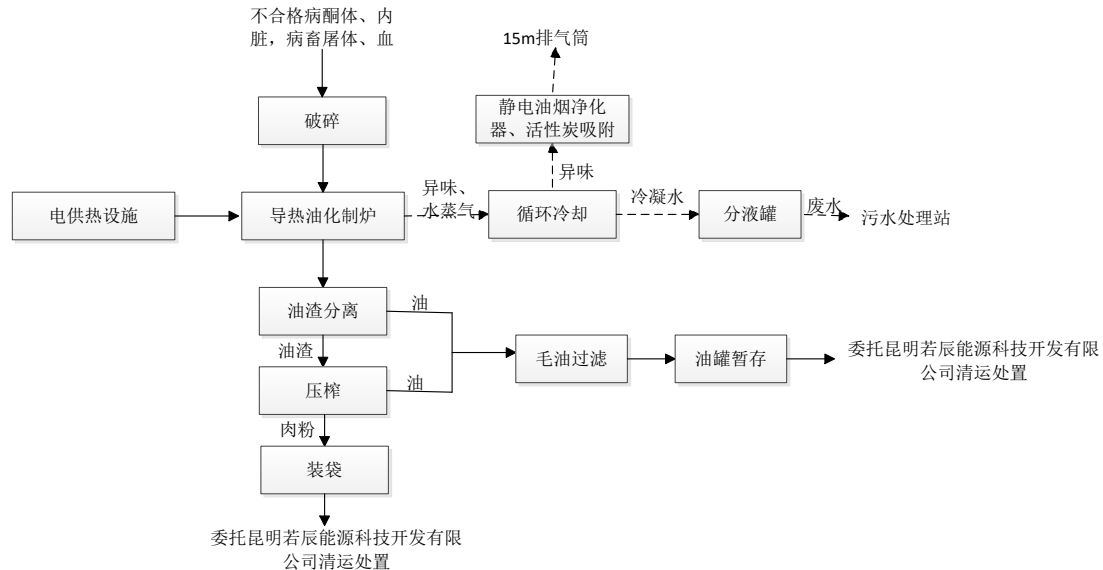 不合格病酮体、内
脏，病畜屠体、血
15m排气筒
破碎
静电油烟净化
器、活性炭吸附
异味
电供热设施
导热油化制炉
异味、
水蒸气
循环冷却
冷凝水
分液罐
废水
污水处理站
油渣分离
油
油渣
压榨
油
毛油过滤
油罐暂存
委托昆明若辰能源科技开发有限
公司清运处置
肉粉
装袋
委托昆明若辰能源科技开发有限
公司清运处置